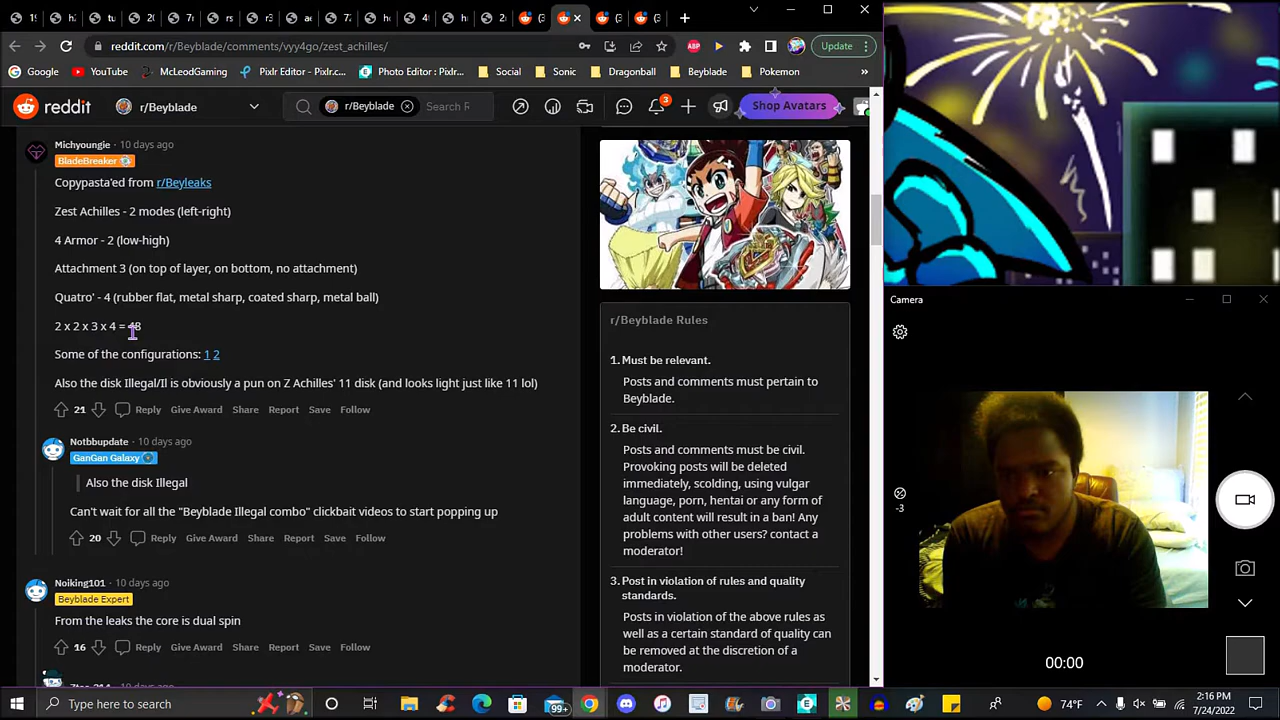 reddit.com/r/Beyblade/comments/vyy4pf/zest_achilles/
Update
Google
YouTube
McLeodGaming
Pixlr Editor - Pixlr.c...
Photo Editor : Pixlr...
Social
Sonic
Dragonball
Beyblade
Pokemon
»
reddit
r/Beyblade
r/Beyblade
Search r
3
Shop Avatars
Michyoungie · 10 days ago
BladeBreaker
Copypasta'ed from r/Beyleaks
Zest Achilles - 2 modes (left-right)
4 Armor - 2 (low-high)
Attachment 3 (on top of layer, on bottom, no attachment)
Quatro' - 4 (rubber flat, metal sharp, coated sharp, metal ball)
2 x 2 x 3 x 4 = 48
Some of the configurations: 1 2
Also the disk Illegal/Il is obviously a pun on Z Achilles' 11 disk (and looks light just like 11 lol)
21
Reply Give Award Share Report Save Follow
Notbbupdate · 10 days ago
GanGan Galaxy
Also the disk Illegal
Can't wait for all the "Beyblade Illegal combo" clickbait videos to start popping up
20
Reply Give Award Share Report Save Follow
Noiking101 · 10 days ago
Beyblade Expert
From the leaks the core is dual spin
16
Reply Give Award Share Report Save Follow
r/Beyblade Rules
1. Must be relevant.
Posts and comments must pertain to
Beyblade.
2. Be civil.
Posts and comments must be civil.
Provoking posts will be deleted
immediately, scolding, using vulgar
language, porn, hentai or any form of
adult content will result in a ban! Any
problems with other users? contact a
moderator!
3. Post in violation of rules and quality
standards.
Posts in violation of the above rules as
well as a certain standard of quality can
be removed at the discretion of a
moderator.
Camera
-3
00:00
Type here to search
99+
74°F
2:16 PM
7/24/2022